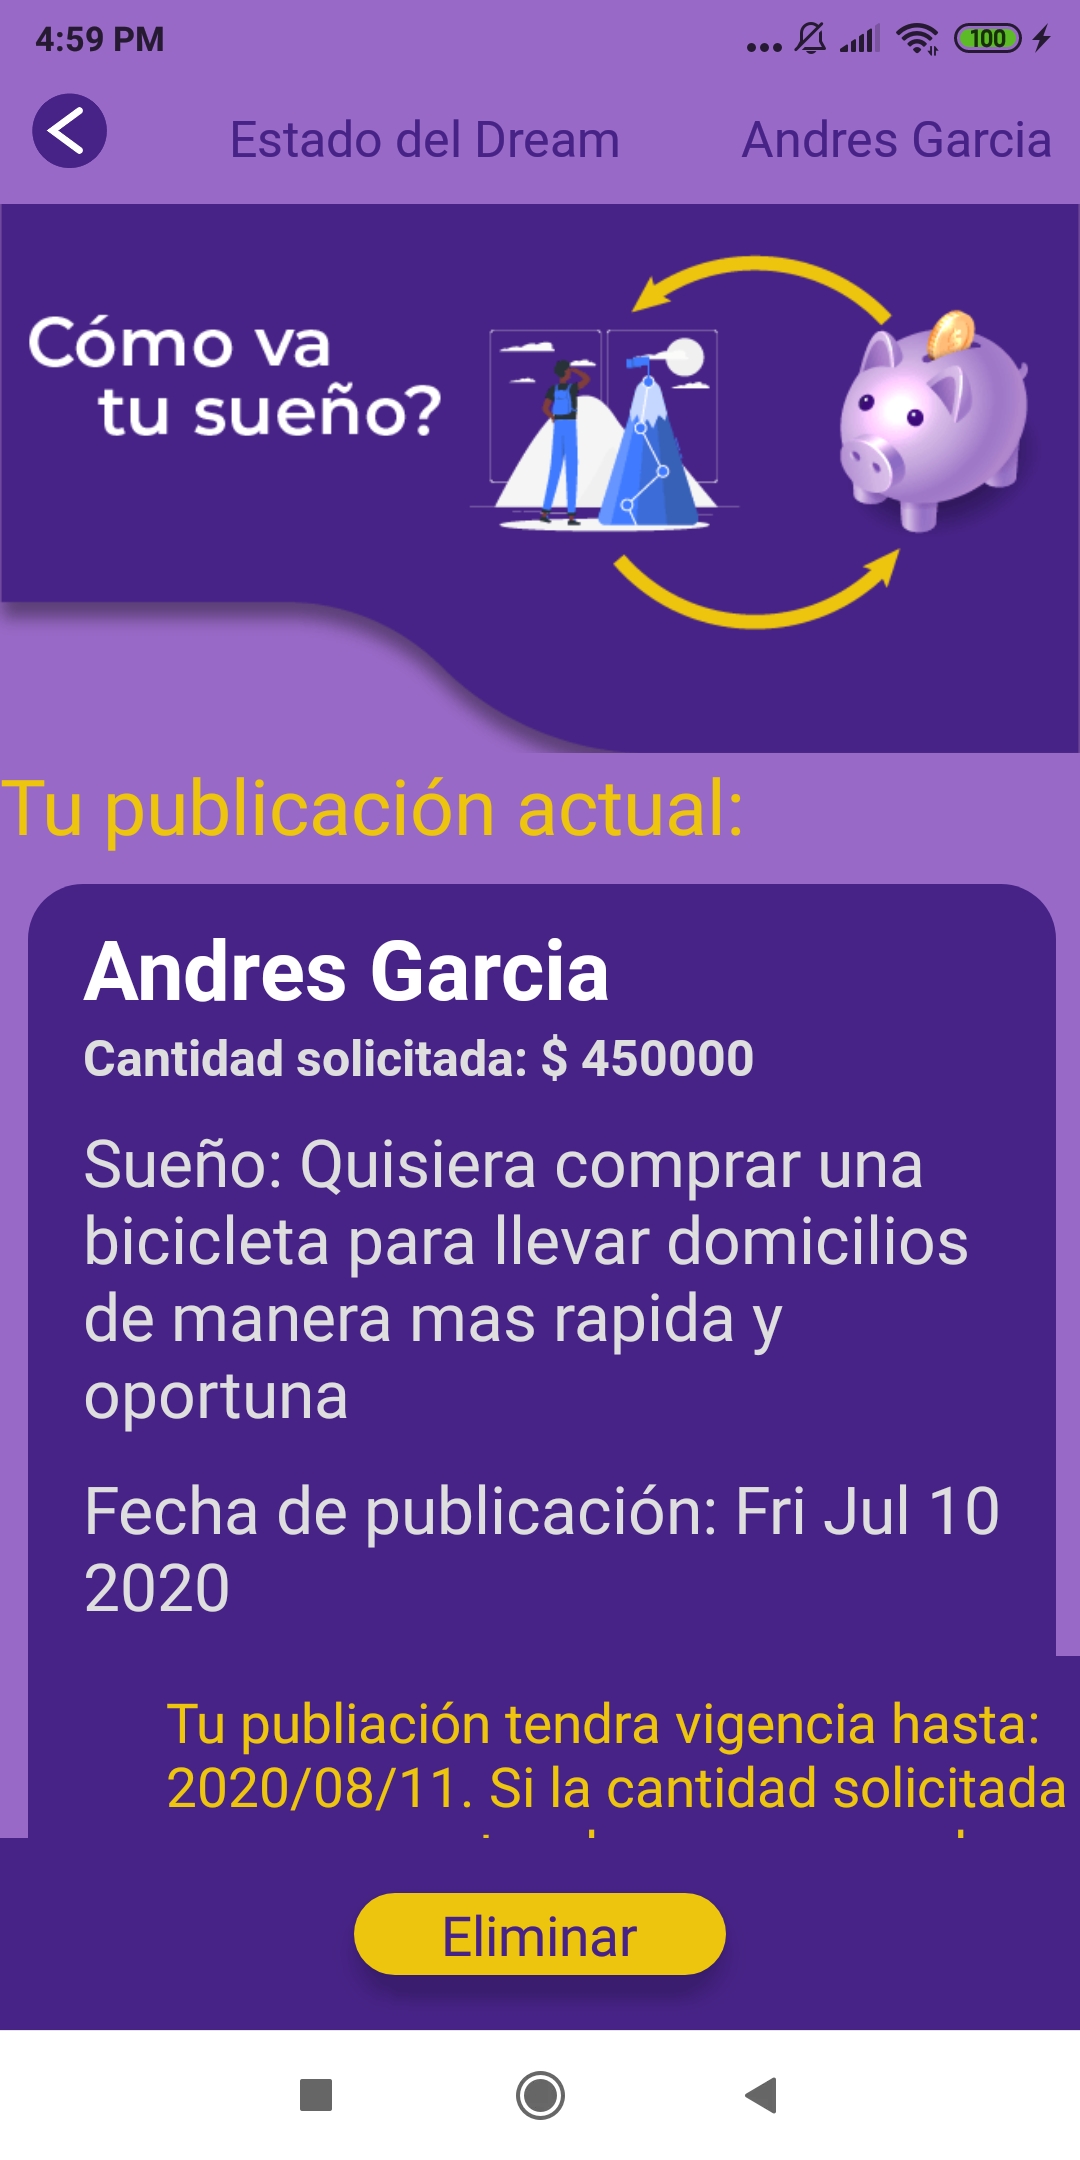 4:59 PM
100
Estado del Dream
Andres Garcia
Cómo va
tu sueño?
Tu publicación actual:
Andres Garcia
Cantidad solicitada: $ 450000
Sueño: Quisiera comprar una
bicicleta para llevar domicilios
de manera mas rapida y
oportuna
Fecha de publicación: Fri Jul 10
2020
Tu publiación tendra vigencia hasta:
2020/08/11. Si la cantidad solicitada
Eliminar